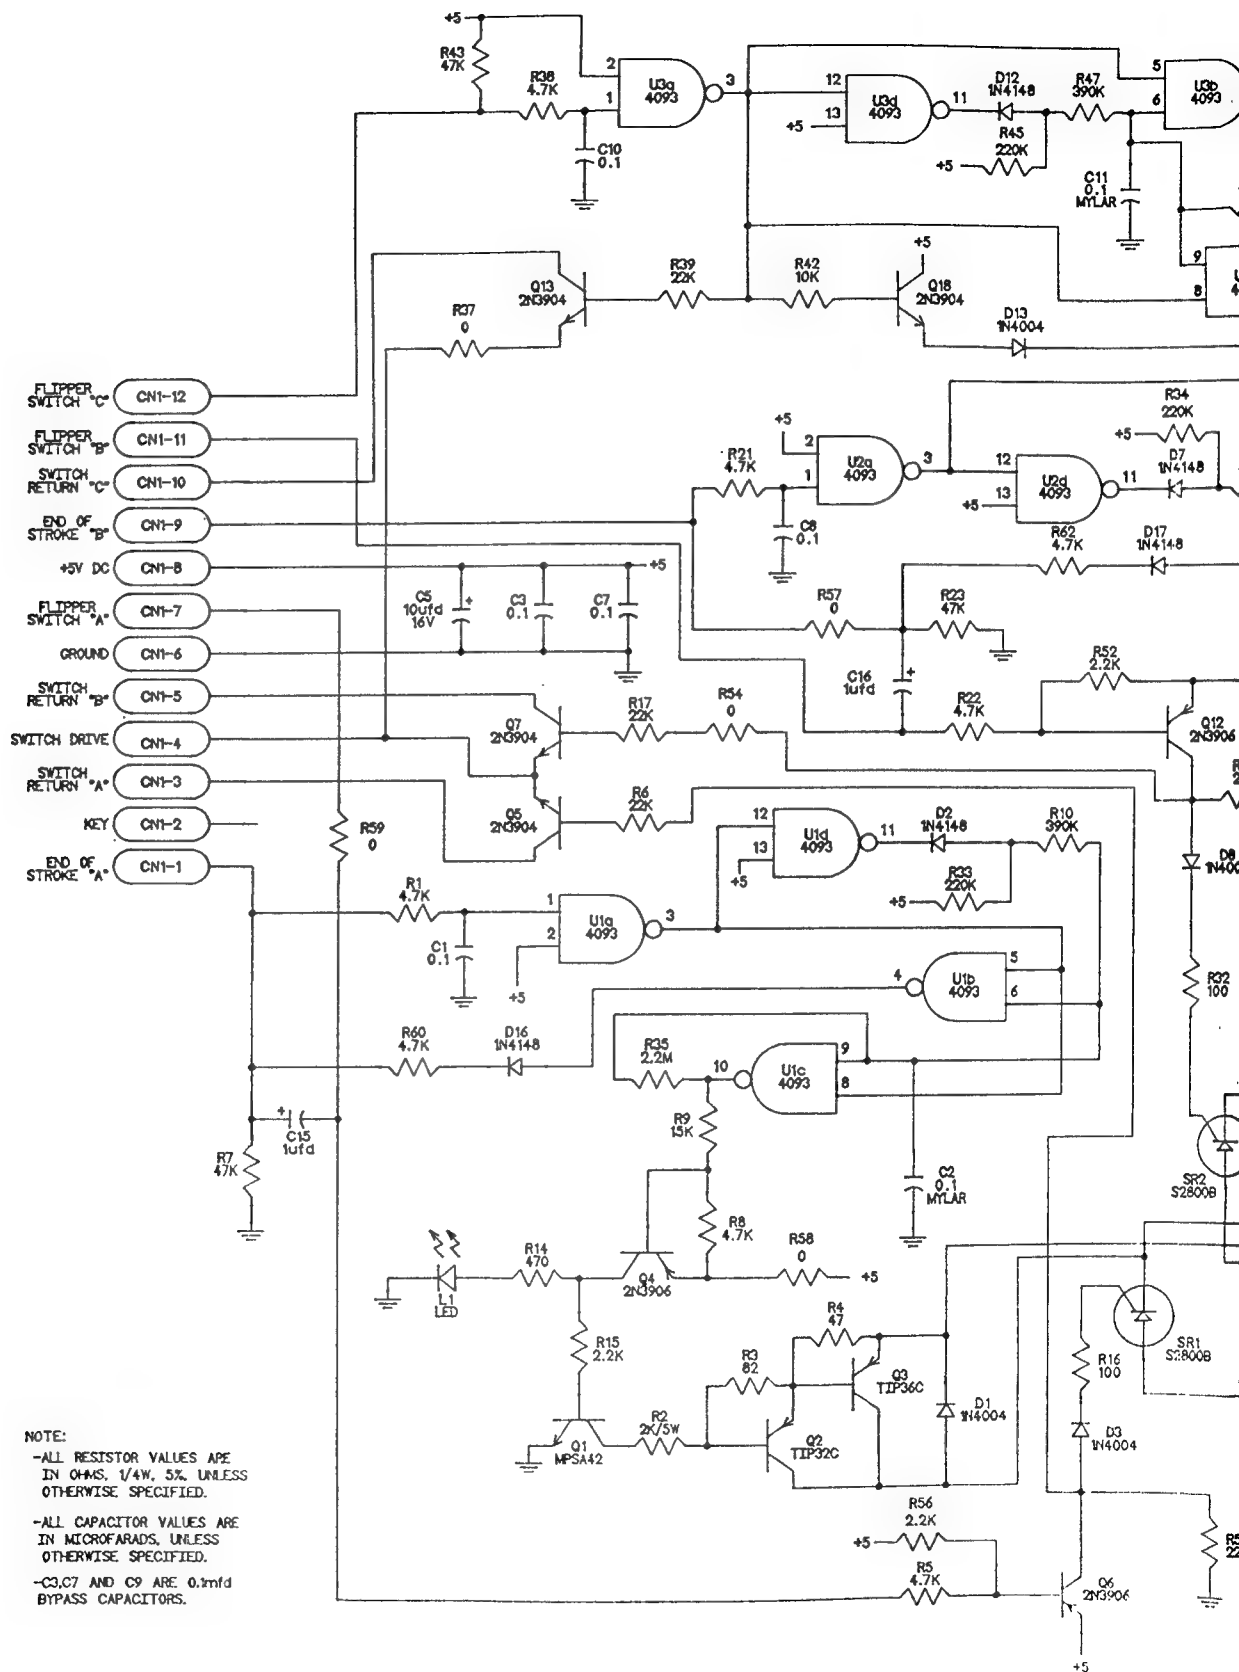 +5
R43
47K
R38
4.7K
2
1
U3a
4093
3
C10
0.1
12
13
+5
U3d
4093
11
D12
1N4148
R47
390K
R45
220K
+5
5
6
U3b
4093
C11
0.1
MYLAR
9
8
Q13
2N3904
R39
22K
R42
10K
+5
Q18
2N3904
R37
0
D13
1N4004
FLIPPER
SWITCH "C"
CN1-12
FLIPPER
SWITCH "B"
CN1-11
SWITCH
RETURN "C"
CN1-10
END OF
STROKE "B"
CN1-9
+5V DC
CN1-8
FLIPPER
SWITCH "A"
CN1-7
GROUND
CN1-6
SWITCH
RETURN "B"
CN1-5
SWITCH DRIVE
CN1-4
SWITCH
RETURN "A"
CN1-3
KEY
CN1-2
END OF
STROKE "A"
CN1-1
+5
2
1
R21
4.7K
U2a
4093
3
C8
0.1
12
13
+5
U2d
4093
11
R34
220K
+5
D7
1N4148
R62
4.7K
D17
1N4148
+5
C5
10ufd
16V
C3
0.1
C7
0.1
R57
0
R23
47K
C16
1ufd
R22
4.7K
R52
2.2K
Q12
2N3906
Q7
2N3904
R17
22K
R54
0
Q5
2N3904
R6
22K
R59
0
12
13
+5
U1d
4093
11
D2
1N4148
R10
390K
R33
220K
+5
D8
R1
4.7K
1
2
U1a
4093
3
C1
0.1
+5
4
U1b
4093
5
6
R32
100
R60
4.7K
D16
1N4148
R35
2.2M
10
U1c
4093
9
8
R9
15K
C15
1ufd
R7
47K
C2
0.1
MYLAR
SR2
S2800B
R8
4.7K
R58
0
+5
R14
470
L1
LED
Q4
2N3906
R15
2.2K
R4
47
R3
82
Q3
TIP36C
SR1
S2800B
R16
100
R2
2K/5W
Q1
MPSA42
Q2
TIP32C
D1
1N4004
D3
1N4004
R56
2.2K
+5
R5
4.7K
Q6
2N3906
+5
NOTE:
-ALL RESISTOR VALUES ARE
IN OHMS, 1/4W, 5%, UNLESS
OTHERWISE SPECIFIED.
-ALL CAPACITOR VALUES ARE
IN MICROFARADS, UNLESS
OTHERWISE SPECIFIED.
-C3,C7 AND C9 ARE 0.1mfd
BYPASS CAPACITORS.